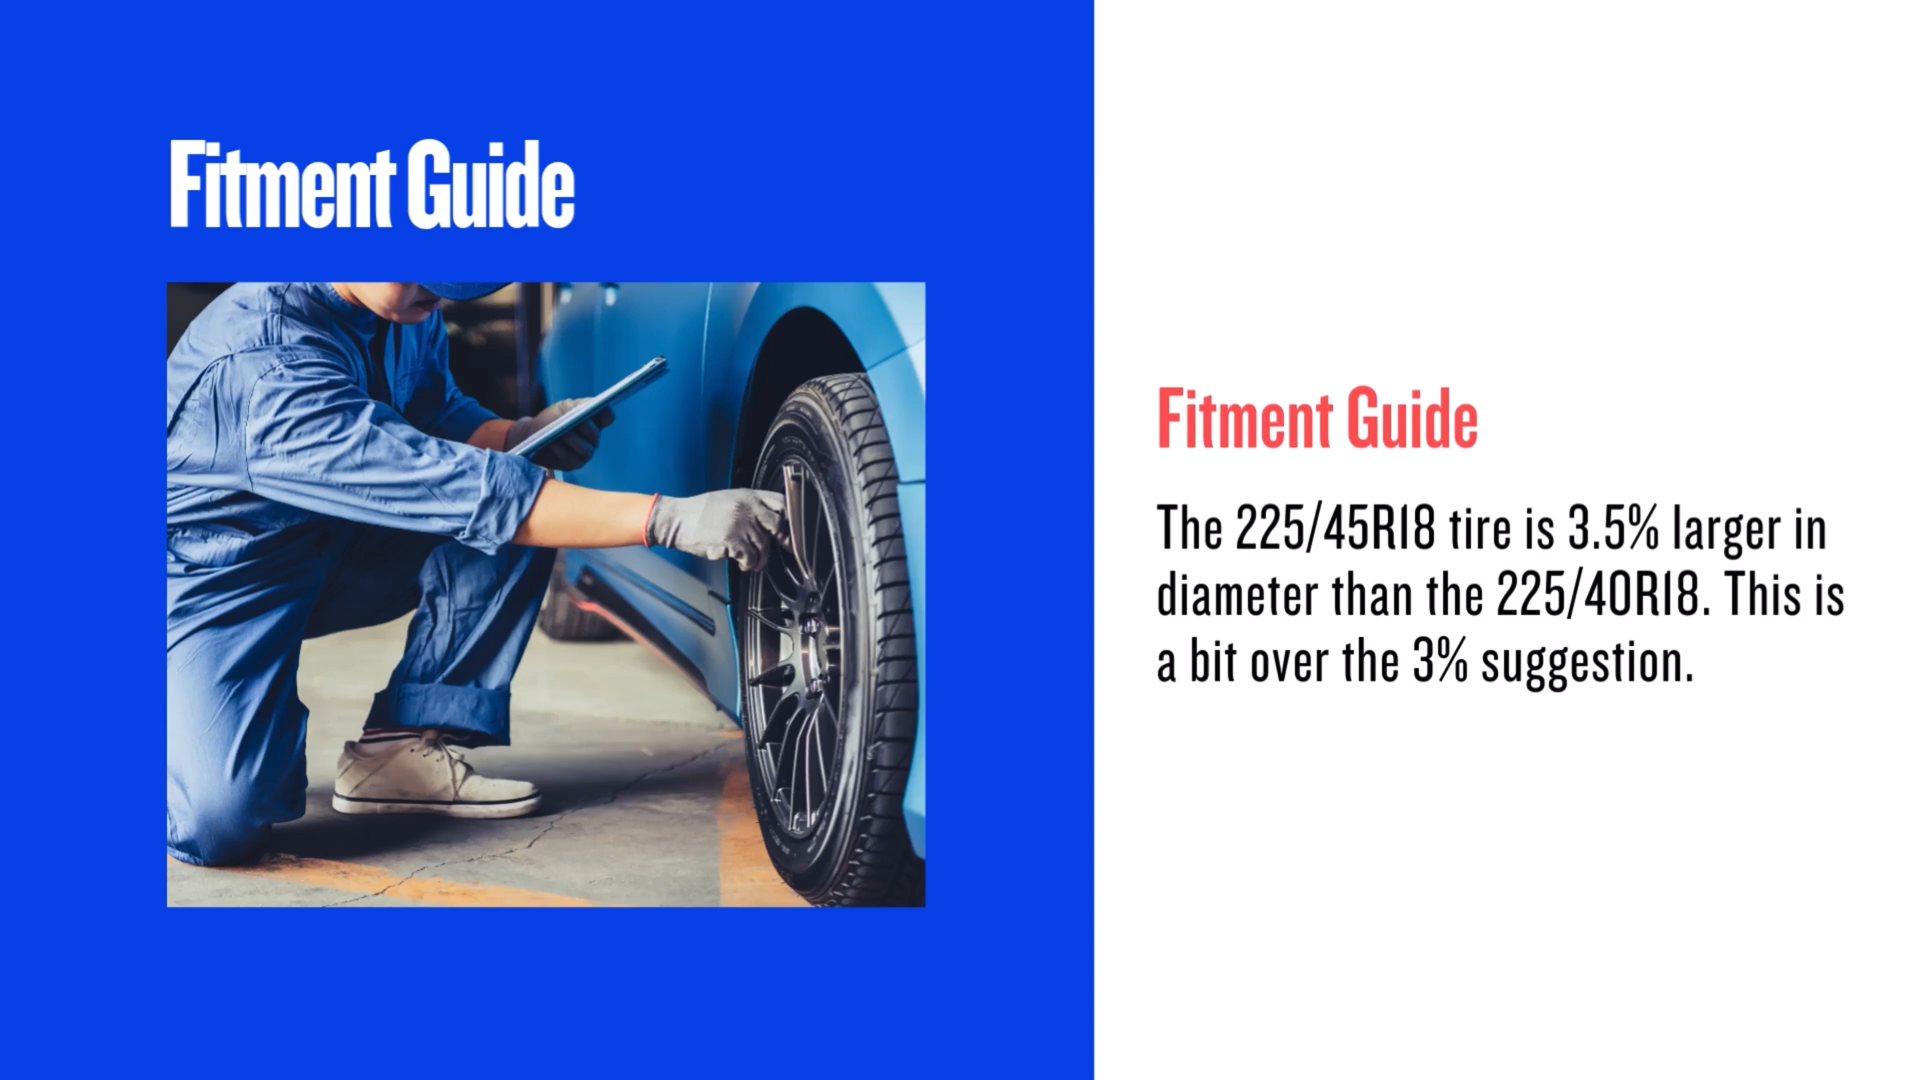 Fitment Guide
Fitment Guide
The 225/45R18 tire is 3.5% larger in
diameter than the 225/40R18. This is
a bit over the 3% suggestion.